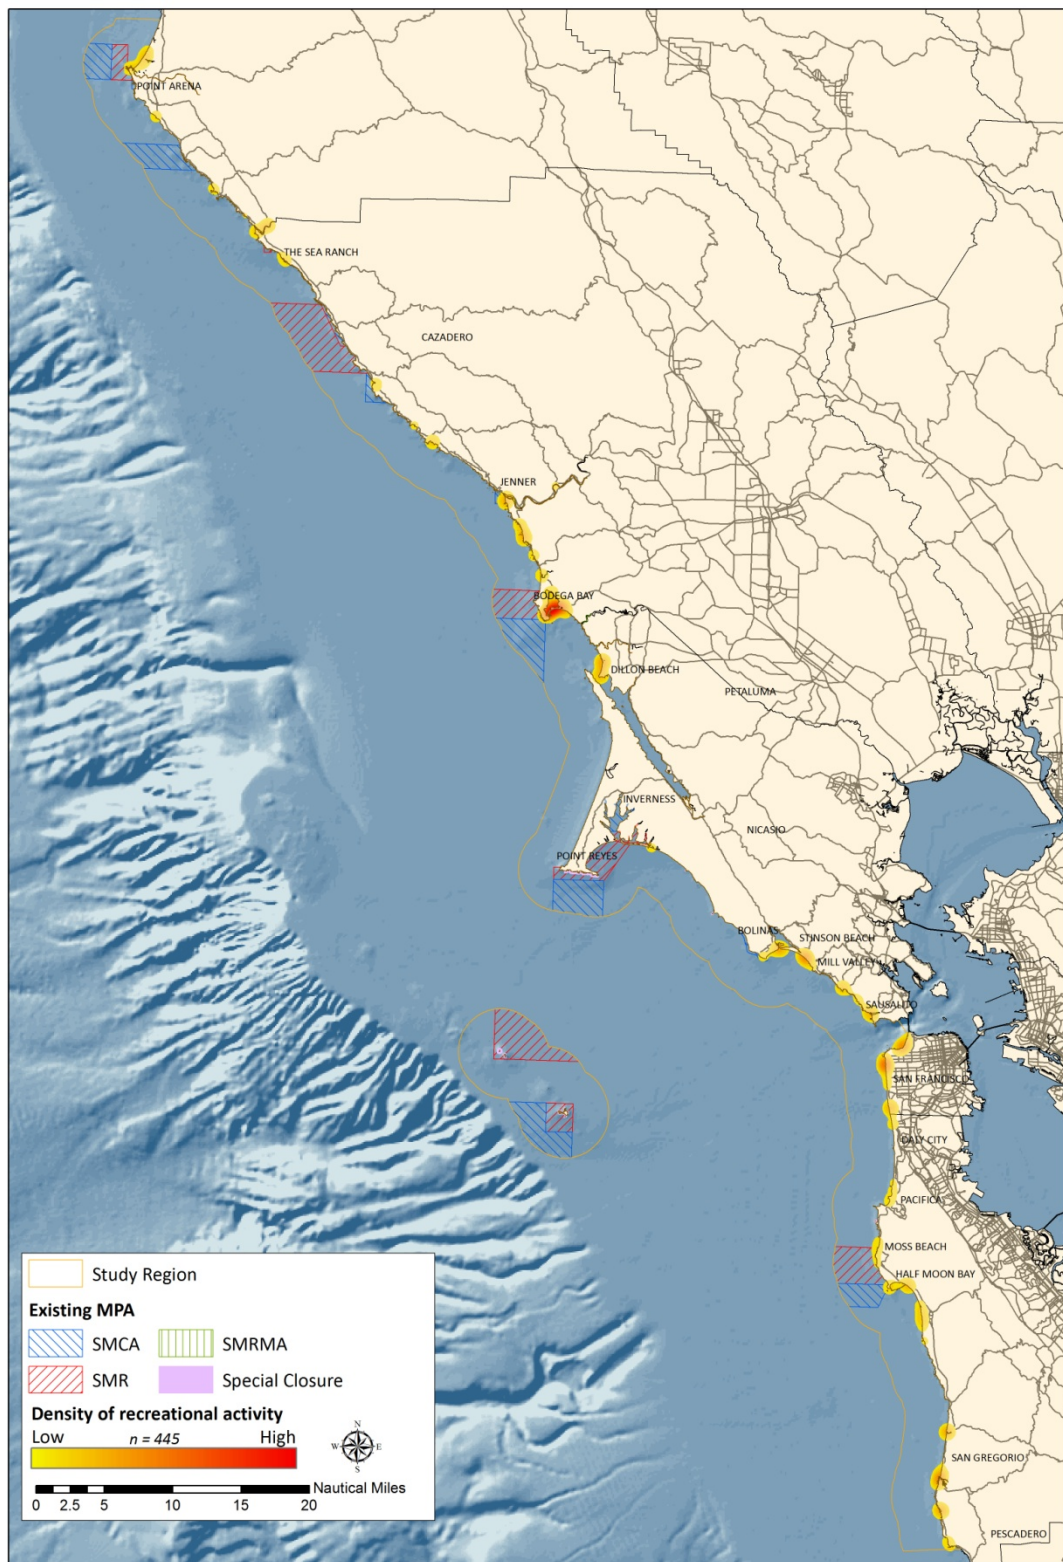 POINT ARENA
THE SEA RANCH
CAZADERO
JENNER
BODEGA BAY
DILLON BEACH
PETALUMA
INVERNESS
NICASIO
POINT REYES
BOLINAS
STINSON BEACH
MILL VALLEY
SAUSALITO
SAN FRANCISCO
DALY CITY
PACIFICA
MOSS BEACH
HALF MOON BAY
SAN GREGORIO
PESCADERO
Study Region
Existing MPA
SMCA
SMRMA
SMR
Special Closure
Density of recreational activity
Low n = 445 High
N
W E
S
Nautical Miles
0 2.5 5 10 15 20